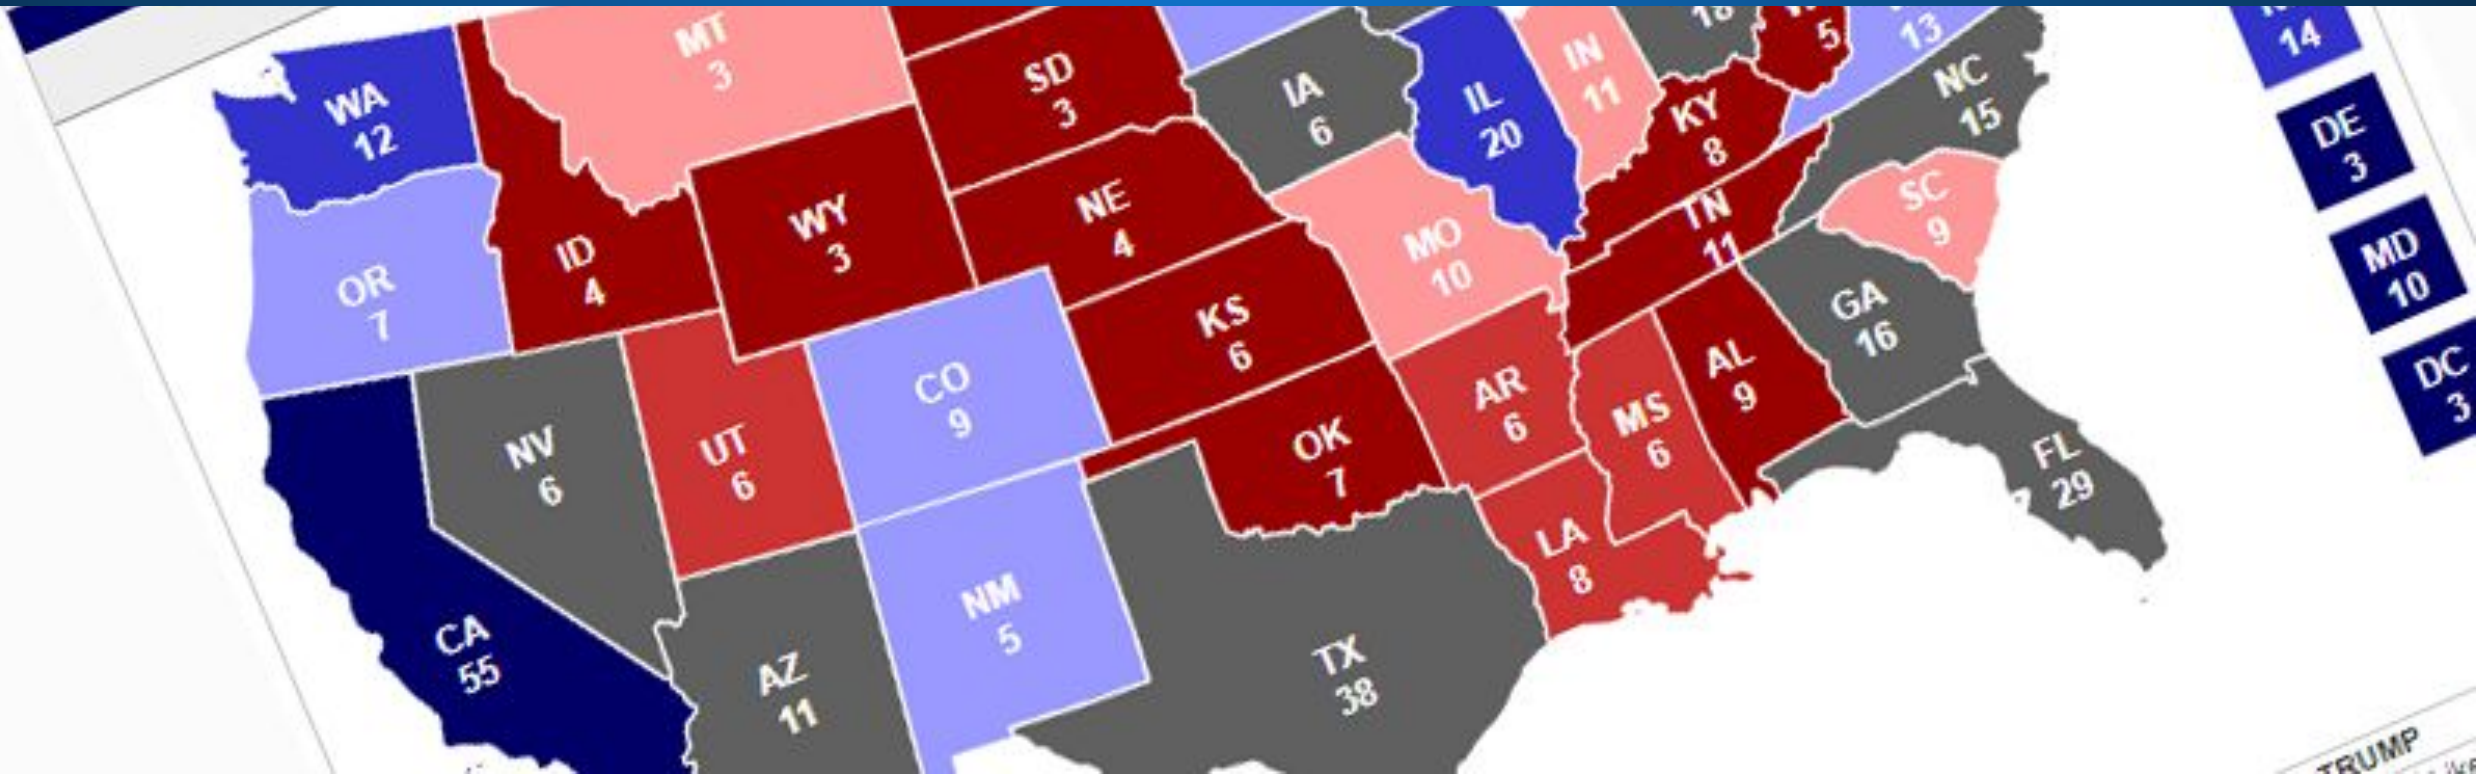 WA
12
MT
3
SD
3
IA
6
IL
20
IN
11
18
5
13
NC
15
14
DE
3
OR
7
ID
4
WY
3
NE
4
MO
10
KY
8
TN
11
SC
9
MD
10
NV
6
UT
6
CO
9
KS
6
OK
7
AR
6
MS
6
AL
9
GA
16
FL
29
DC
3
CA
55
AZ
11
NM
5
TX
38
LA
8
TRUMP